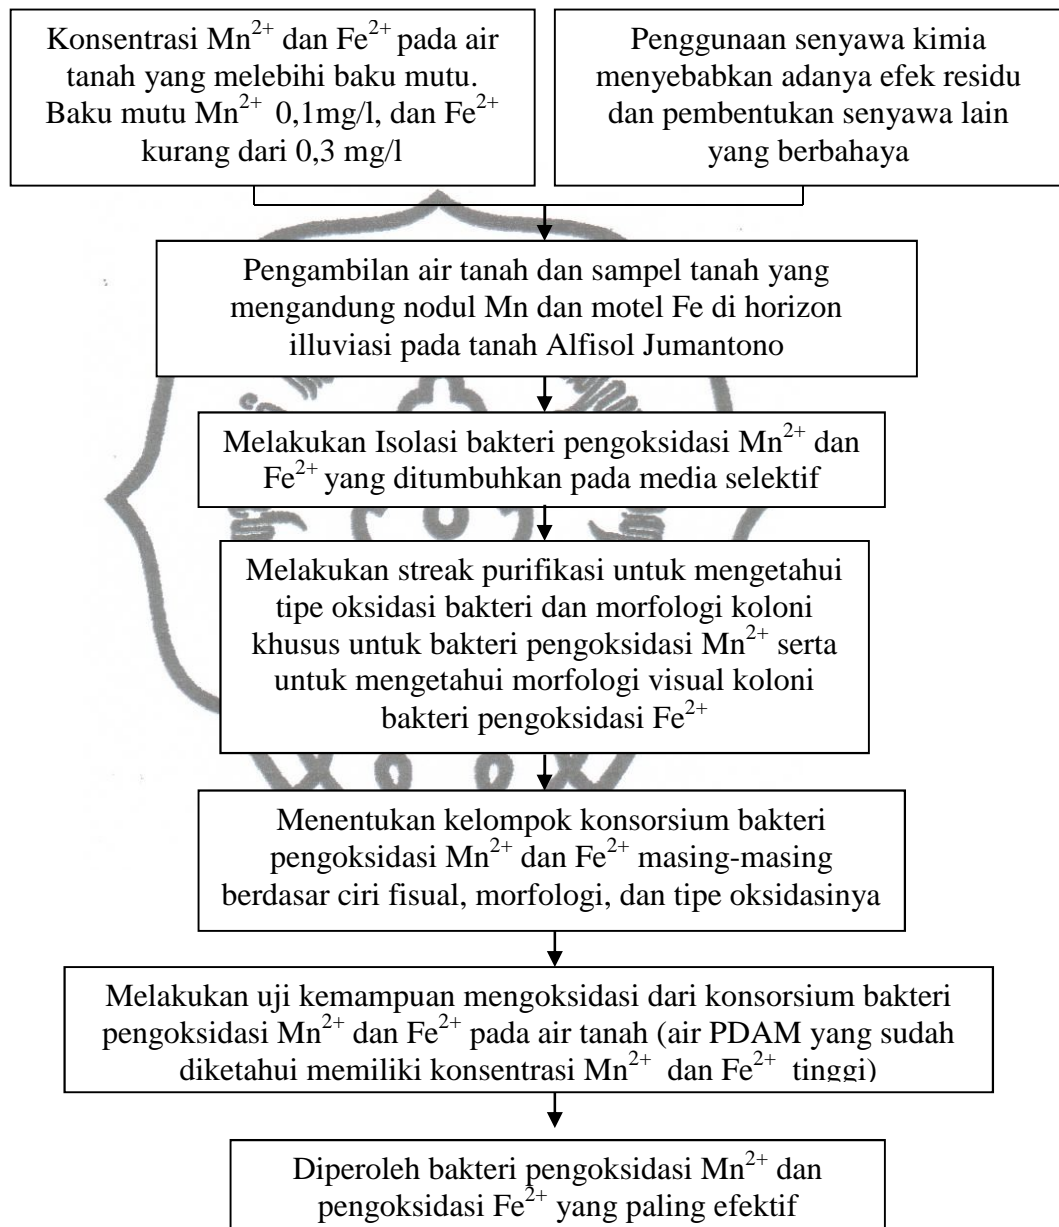 Konsentrasi Mn²⁺ dan Fe²⁺ pada air
tanah yang melebihi baku mutu.
Baku mutu Mn²⁺ 0,1mg/l, dan Fe²⁺
kurang dari 0,3 mg/l
Penggunaan senyawa kimia
menyebabkan adanya efek residu
dan pembentukan senyawa lain
yang berbahaya
Pengambilan air tanah dan sampel tanah yang
mengandung nodul Mn dan motel Fe di horizon
illuviasi pada tanah Alfisol Jumantono
Melakukan Isolasi bakteri pengoksidasi Mn²⁺ dan
Fe²⁺ yang ditumbuhkan pada media selektif
Melakukan streak purifikasi untuk mengetahui
tipe oksidasi bakteri dan morfologi koloni
khusus untuk bakteri pengoksidasi Mn²⁺ serta
untuk mengetahui morfologi visual koloni
bakteri pengoksidasi Fe²⁺
Menentukan kelompok konsorsium bakteri
pengoksidasi Mn²⁺ dan Fe²⁺ masing-masing
berdasar ciri fisual, morfologi, dan tipe oksidasinya
Melakukan uji kemampuan mengoksidasi dari konsorsium bakteri
pengoksidasi Mn²⁺ dan Fe²⁺ pada air tanah (air PDAM yang sudah
diketahui memiliki konsentrasi Mn²⁺ dan Fe²⁺ tinggi)
Diperoleh bakteri pengoksidasi Mn²⁺ dan
pengoksidasi Fe²⁺ yang paling efektif